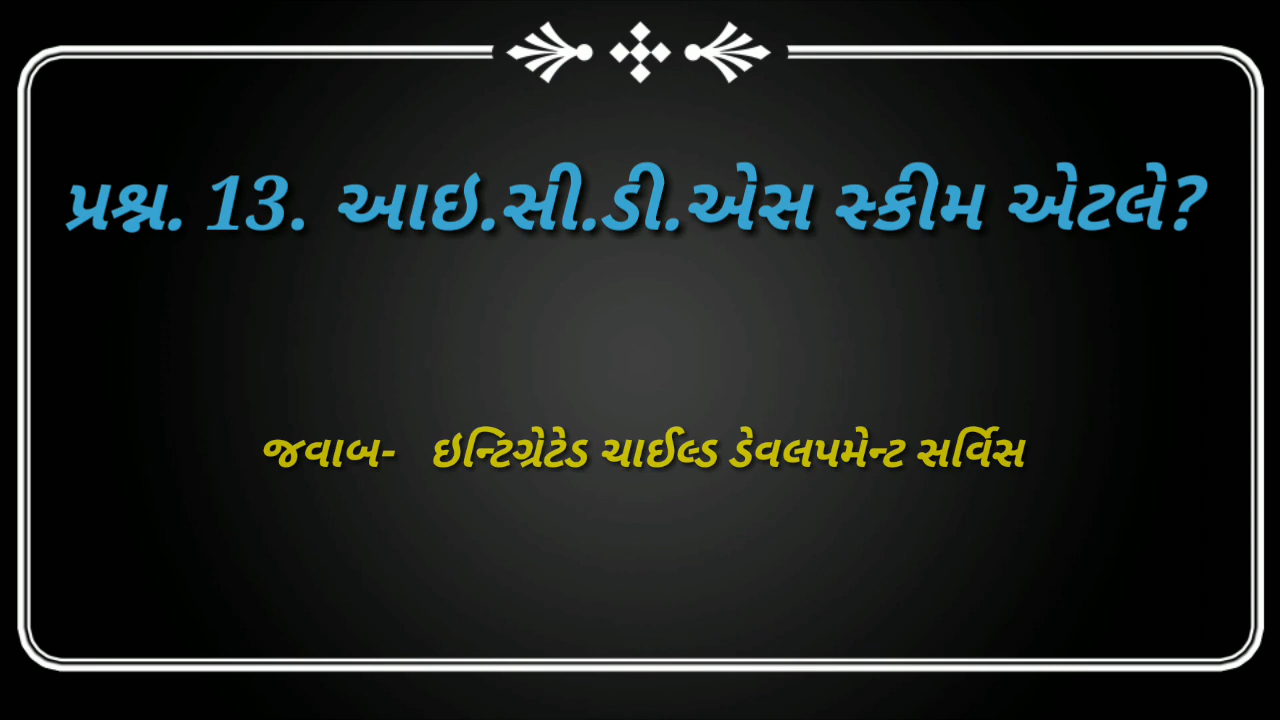 પ્રશ્ન. 13. આઇ.સી.ડી.એસ સ્કીમ એટલે?
જવાબ- ઇન્ટિગ્રેટેડ ચાઈલ્ડ ડેવલપમેન્ટ સર્વિસ